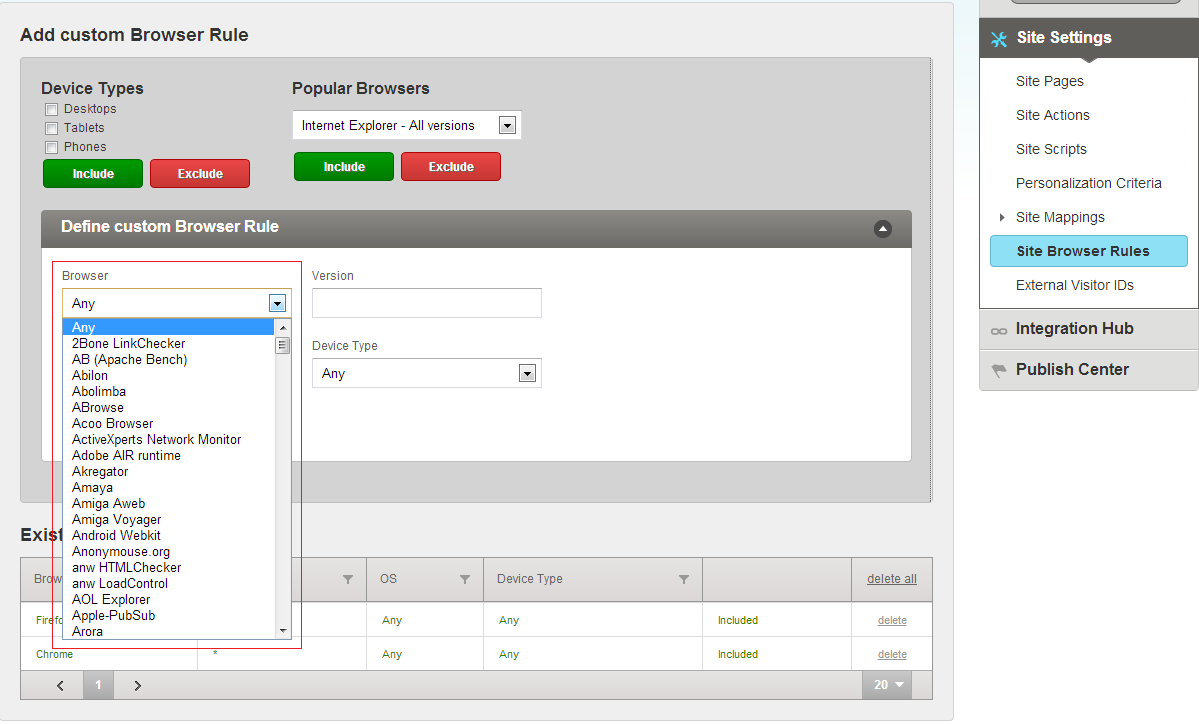 Add custom Browser Rule
Device Types
Desktops
Tablets
Phones
Include Exclude
Popular Browsers
Internet Explorer - All versions
Include Exclude
Define custom Browser Rule
Browser
Any
Any
2Bone LinkChecker
AB (Apache Bench)
Abilon
Abolimba
ABrowse
Acoo Browser
ActiveXperts Network Monitor
Adobe AIR runtime
Akregator
Amaya
Amiga Aweb
Amiga Voyager
Android Webkit
Anonymouse.org
anw HTMLChecker
anw LoadControl
AOL Explorer
Apple-PubSub
Arora
Version
Device Type
Any
Exist
Brow OS Device Type delete all
Firefo Any Any Included delete
Chrome * Any Any Included delete
1 20
Site Settings
Site Pages
Site Actions
Site Scripts
Personalization Criteria
Site Mappings
Site Browser Rules
External Visitor IDs
Integration Hub
Publish Center